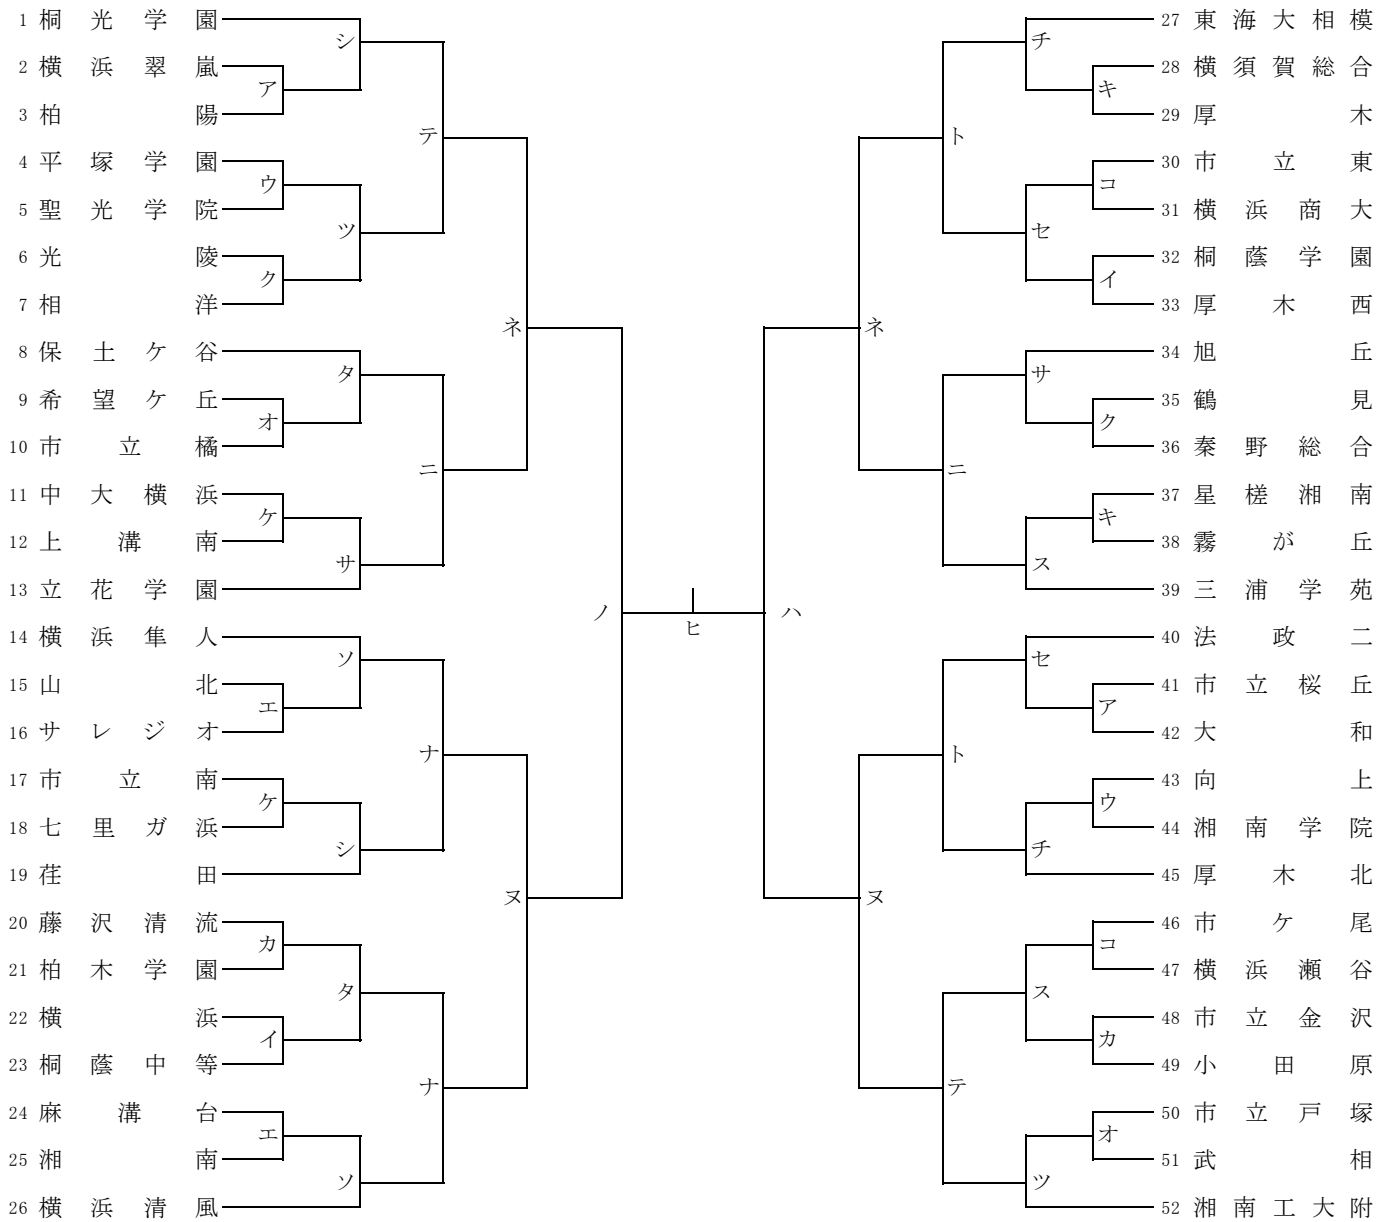 1 桐光学園
シ
2 横浜翠嵐
ア
3 柏陽
テ
4 平塚学園
ウ
5 聖光学院
ツ
6 光陵
ク
7 相洋
ネ
8 保土ケ谷
タ
9 希望ケ丘
オ
10 市立橘
ニ
11 中大横浜
ケ
12 上溝南
サ
13 立花学園
ノ
14 横浜隼人
ソ
15 山北
エ
16 サレジオ
ナ
17 市立南
ケ
18 七里ガ浜
シ
19 荏田
ヌ
20 藤沢清流
カ
21 柏木学園
タ
22 横浜
イ
23 桐蔭中等
ナ
24 麻溝台
エ
25 湘南
ソ
26 横浜清風
ヒ
27 東海大相模
チ
28 横須賀総合
キ
29 厚木
ト
30 市立東
コ
31 横浜商大
セ
32 桐蔭学園
イ
33 厚木西
ネ
34 旭丘
サ
35 鶴見
ク
36 秦野総合
ニ
37 星槎湘南
キ
38 霧が丘
ス
39 三浦学苑
ハ
40 法政二
セ
41 市立桜丘
ア
42 大和
ト
43 向上
ウ
44 湘南学院
チ
45 厚木北
ヌ
46 市ケ尾
コ
47 横浜瀬谷
ス
48 市立金沢
カ
49 小田原
テ
50 市立戸塚
オ
51 武相
ツ
52 湘南工大附